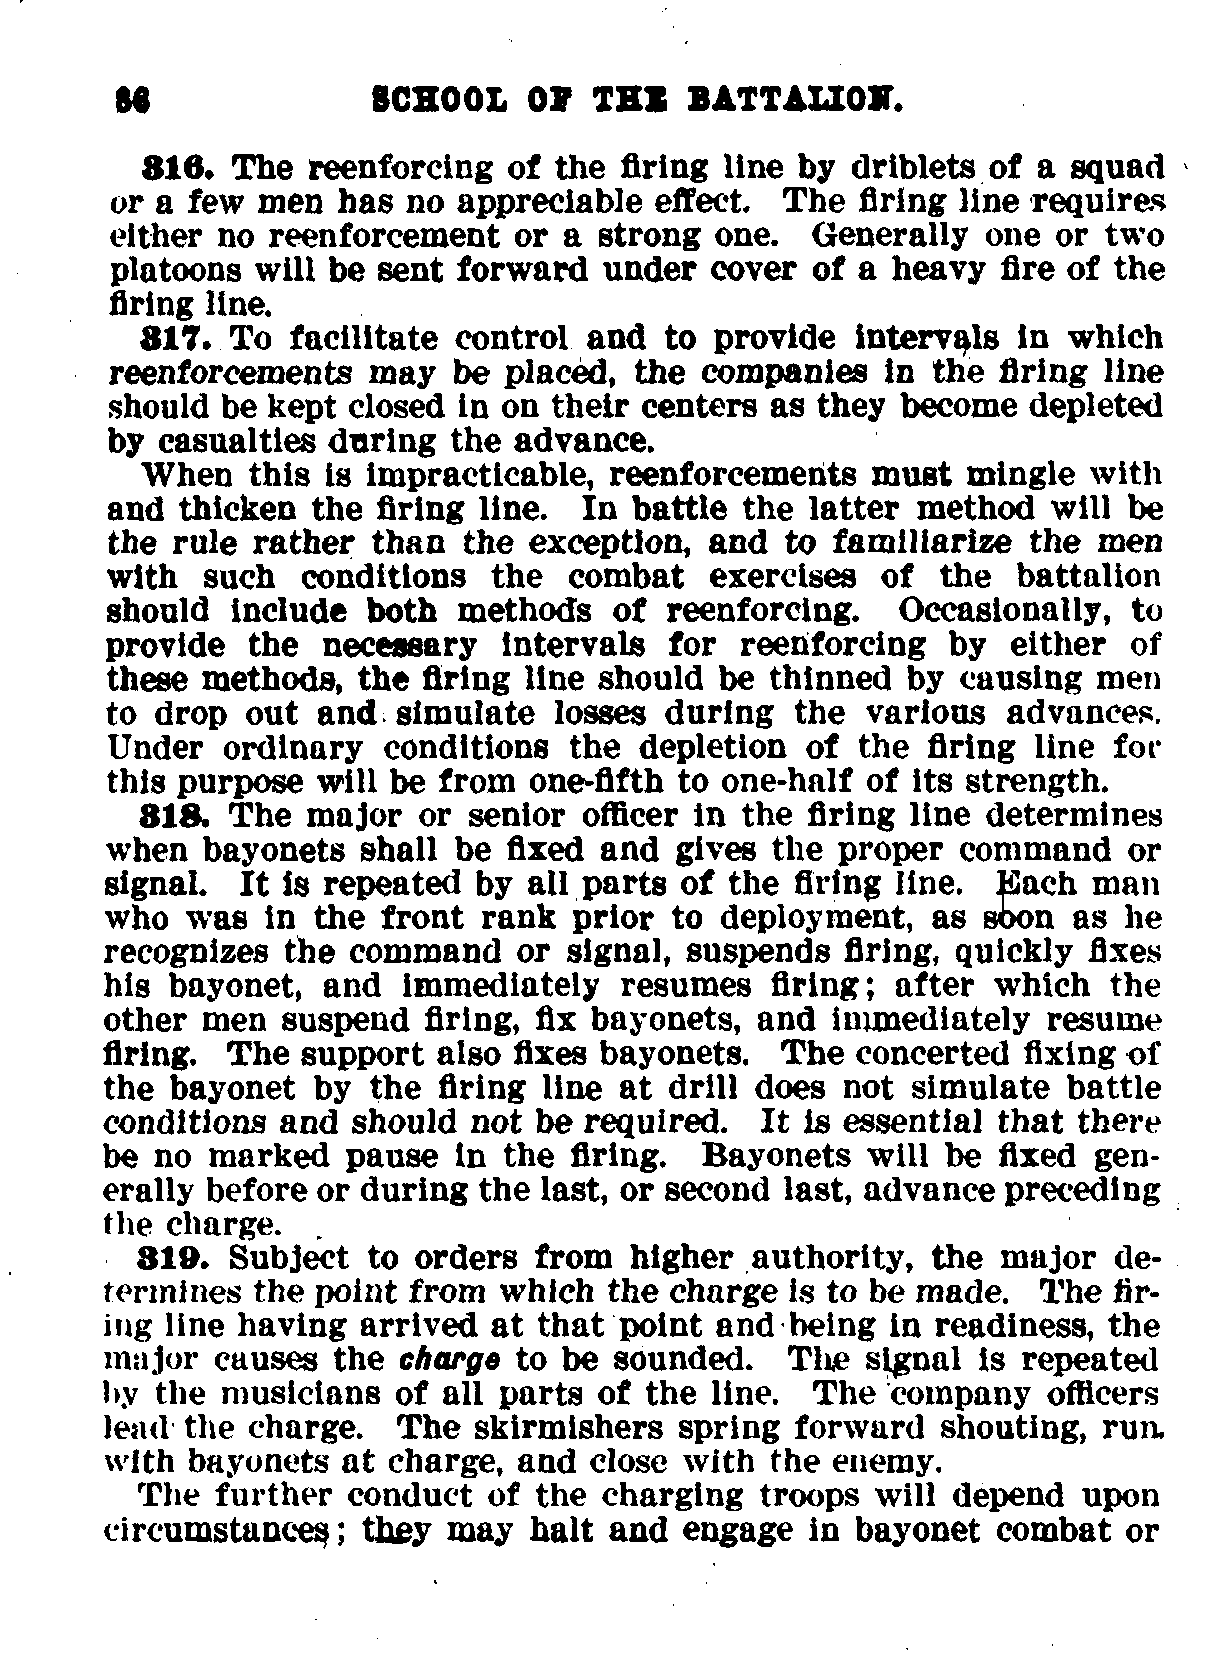 86 SCHOOL OF THE BATTALION.
316. The reenforcing of the firing line by driblets of a squad
or a few men has no appreciable effect. The firing line requires
either no reenforcement or a strong one. Generally one or two
platoons will be sent forward under cover of a heavy fire of the
firing line.
317. To facilitate control and to provide intervals in which
reenforcements may be placed, the companies in the firing line
should be kept closed in on their centers as they become depleted
by casualties during the advance.
When this is impracticable, reenforcements must mingle with
and thicken the firing line. In battle the latter method will be
the rule rather than the exception, and to familiarize the men
with such conditions the combat exercises of the battalion
should include both methods of reenforcing. Occasionally, to
provide the necessary intervals for reenforcing by either of
these methods, the firing line should be thinned by causing men
to drop out and simulate losses during the various advances.
Under ordinary conditions the depletion of the firing line for
this purpose will be from one-fifth to one-half of its strength.
318. The major or senior officer in the firing line determines
when bayonets shall be fixed and gives the proper command or
signal. It is repeated by all parts of the firing line. Each man
who was in the front rank prior to deployment, as soon as he
recognizes the command or signal, suspends firing, quickly fixes
his bayonet, and immediately resumes firing; after which the
other men suspend firing, fix bayonets, and immediately resume
firing. The support also fixes bayonets. The concerted fixing of
the bayonet by the firing line at drill does not simulate battle
conditions and should not be required. It is essential that there
be no marked pause in the firing. Bayonets will be fixed gen-
erally before or during the last, or second last, advance preceding
the charge.
319. Subject to orders from higher authority, the major de-
termines the point from which the charge is to be made. The fir-
ing line having arrived at that point and being in readiness, the
major causes the charge to be sounded. The signal is repeated
by the musicians of all parts of the line. The company officers
lead the charge. The skirmishers spring forward shouting, run
with bayonets at charge, and close with the enemy.
The further conduct of the charging troops will depend upon
circumstances; they may halt and engage in bayonet combat or